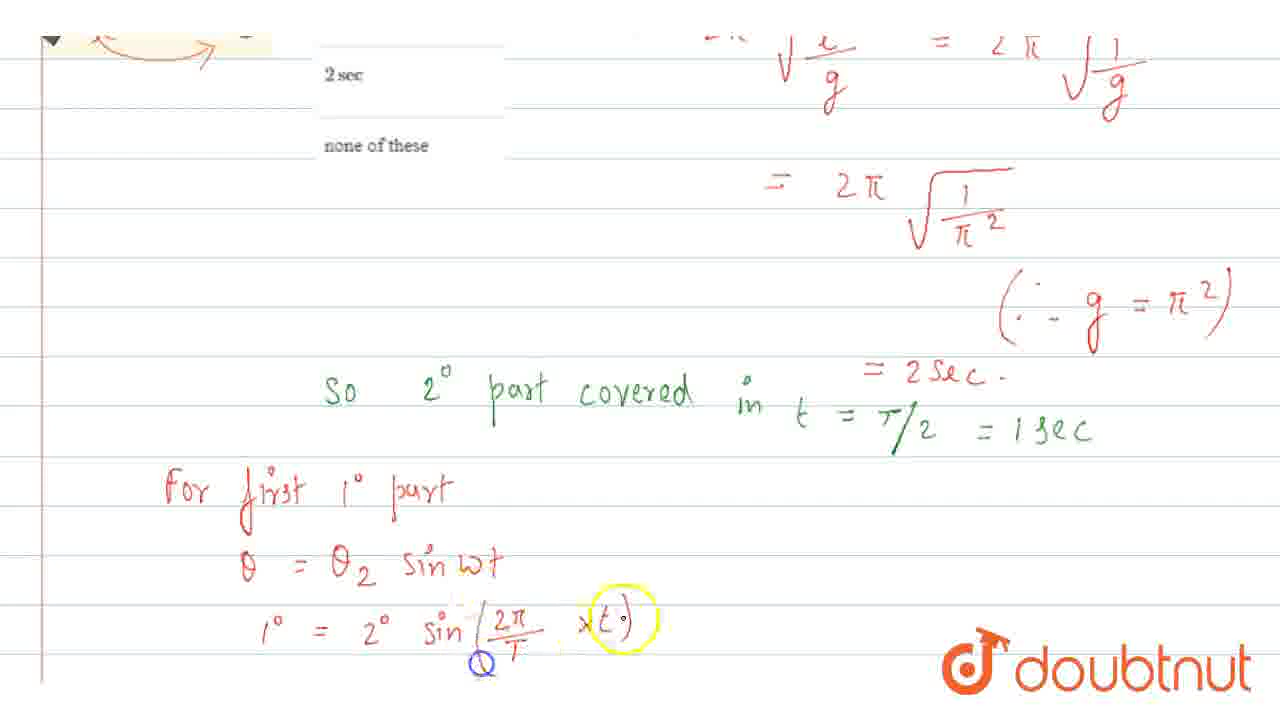 = 2π √1/g
2 sec
none of these
= 2π √1/π²
(∵ g = π²)
= 2 sec.
So 2° part covered in t = T/2 = 1 sec
For first 1° part
θ = θ₂ sin ωt
1° = 2° sin (2π/T × t)
doubtnut